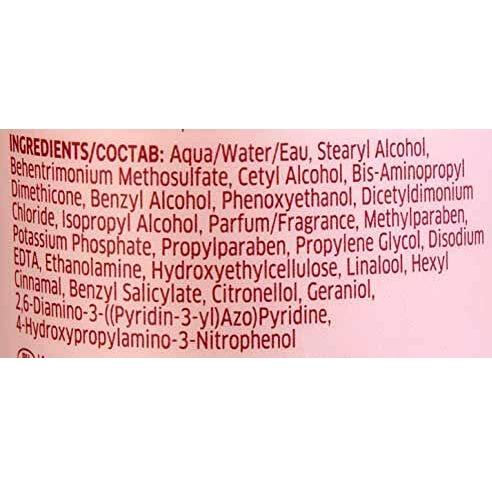 INGREDIENTS/СОСТАВ: Aqua/Water/Eau, Stearyl Alcohol,
Behentrimonium Methosulfate, Cetyl Alcohol, Bis-Aminopropyl
Dimethicone, Benzyl Alcohol, Phenoxyethanol, Dicetyldimonium
Chloride, Isopropyl Alcohol, Parfum/Fragrance, Methylparaben,
Potassium Phosphate, Propylparaben, Propylene Glycol, Disodium
EDTA, Ethanolamine, Hydroxyethylcellulose, Linalool, Hexyl
Cinnamal, Benzyl Salicylate, Citronellol, Geraniol,
2,6-Diamino-3-((Pyridin-3-yl)Azo)Pyridine,
4-Hydroxypropylamino-3-Nitrophenol